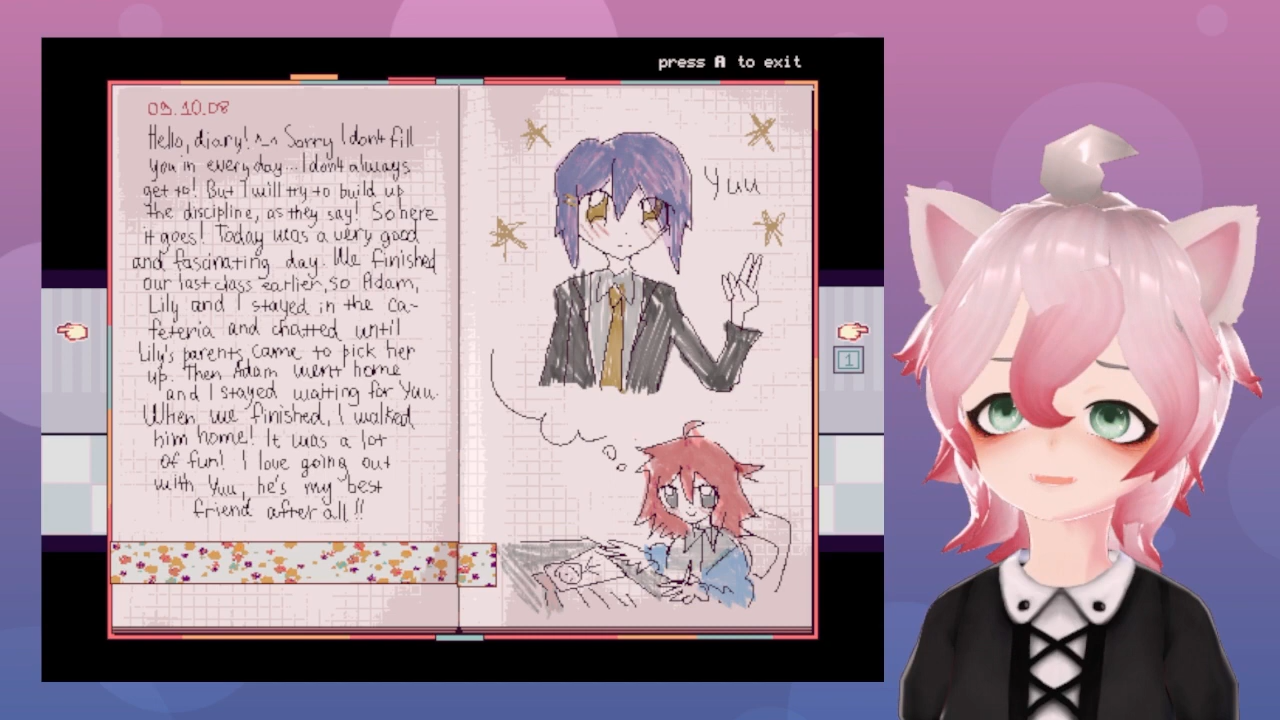 press A to exit
09.10.08
Hello, diary! ^-^ Sorry I dont fill
you in every day... I don't always
get to! But I will try to build up
the discipline, as they say! So here
it goes! Today was a very good
and fascinating day. We finished
our last class earlier, so Adam,
Lily and I stayed in the ca-
feteria and chatted until
Lily's parents came to pick her
up. Then Adam went home
and I stayed waiting for Yuu.
When we finished, I walked
him home! It was a lot
of fun! I love going out
with Yuu, he's my best
friend after all!!
Yuu
1